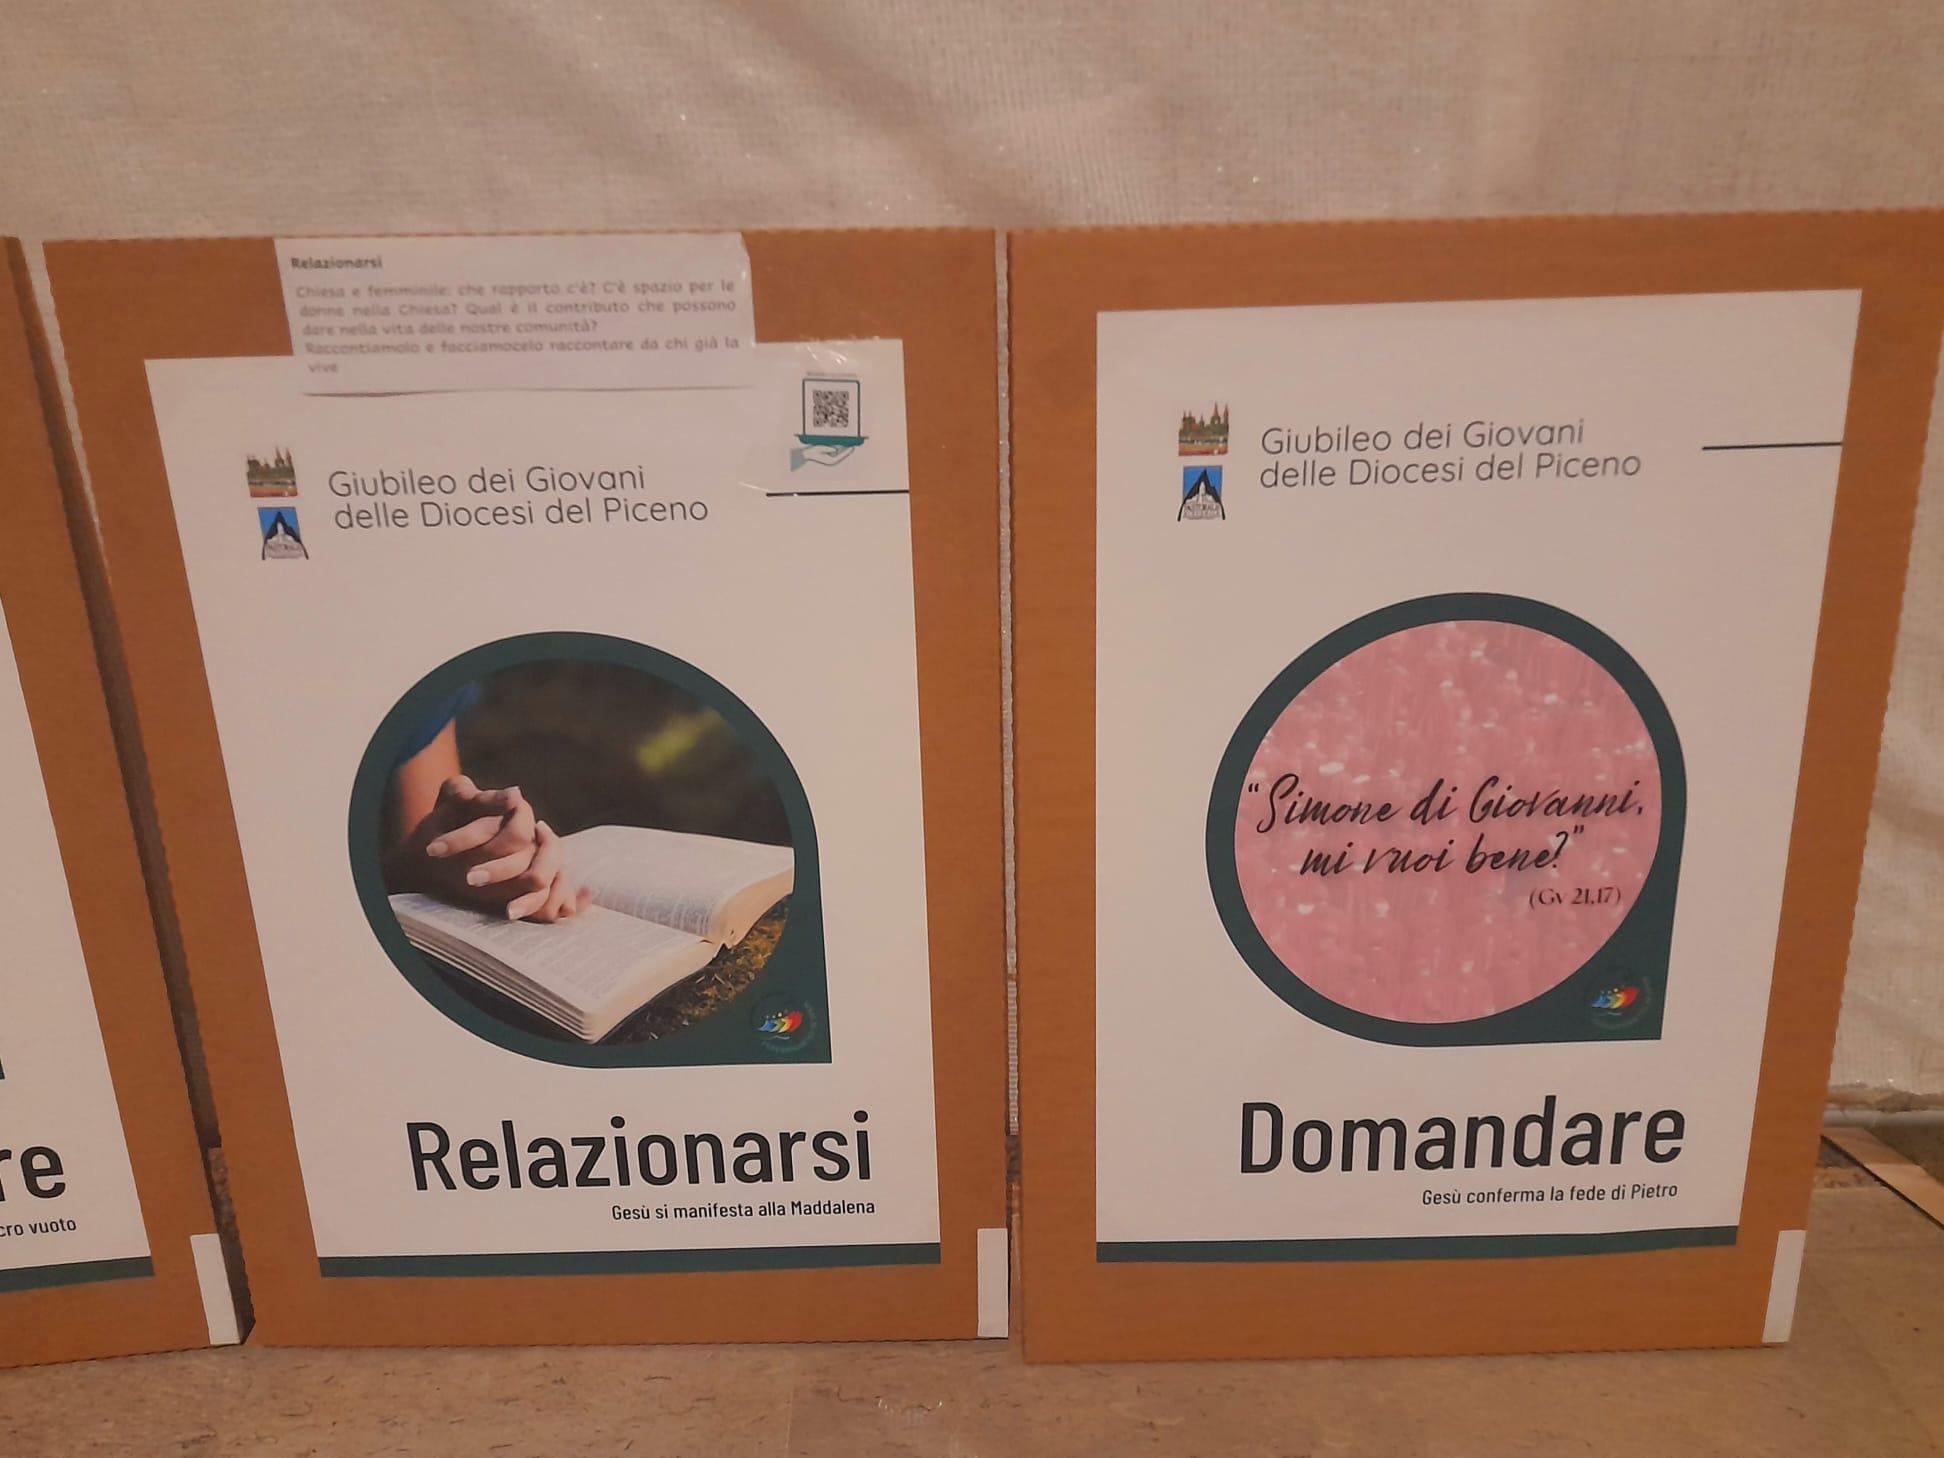 re
cro vuoto
Relazionarsi
Chiesa e femminile: che rapporto c'è? C'è spazio per le
donne nella Chiesa? Qual è il contributo che possono
dare nella vita delle nostre comunità?
Raccontiamolo e facciamocelo raccontare da chi già la
vive
Giubileo dei Giovani
delle Diocesi del Piceno
Relazionarsi
Gesù si manifesta alla Maddalena
Giubileo dei Giovani
delle Diocesi del Piceno
"Simone di Giovanni,
mi vuoi bene?"
(Gv 21,17)
Domandare
Gesù conferma la fede di Pietro